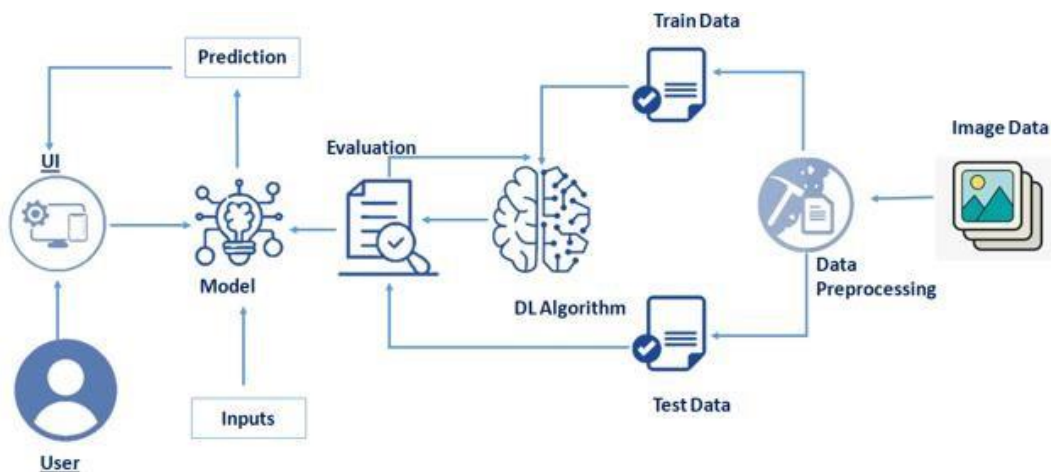 Train Data
Prediction
Image Data
Evaluation
UI
Model
DL Algorithm
Data
Preprocessing
Inputs
Test Data
User